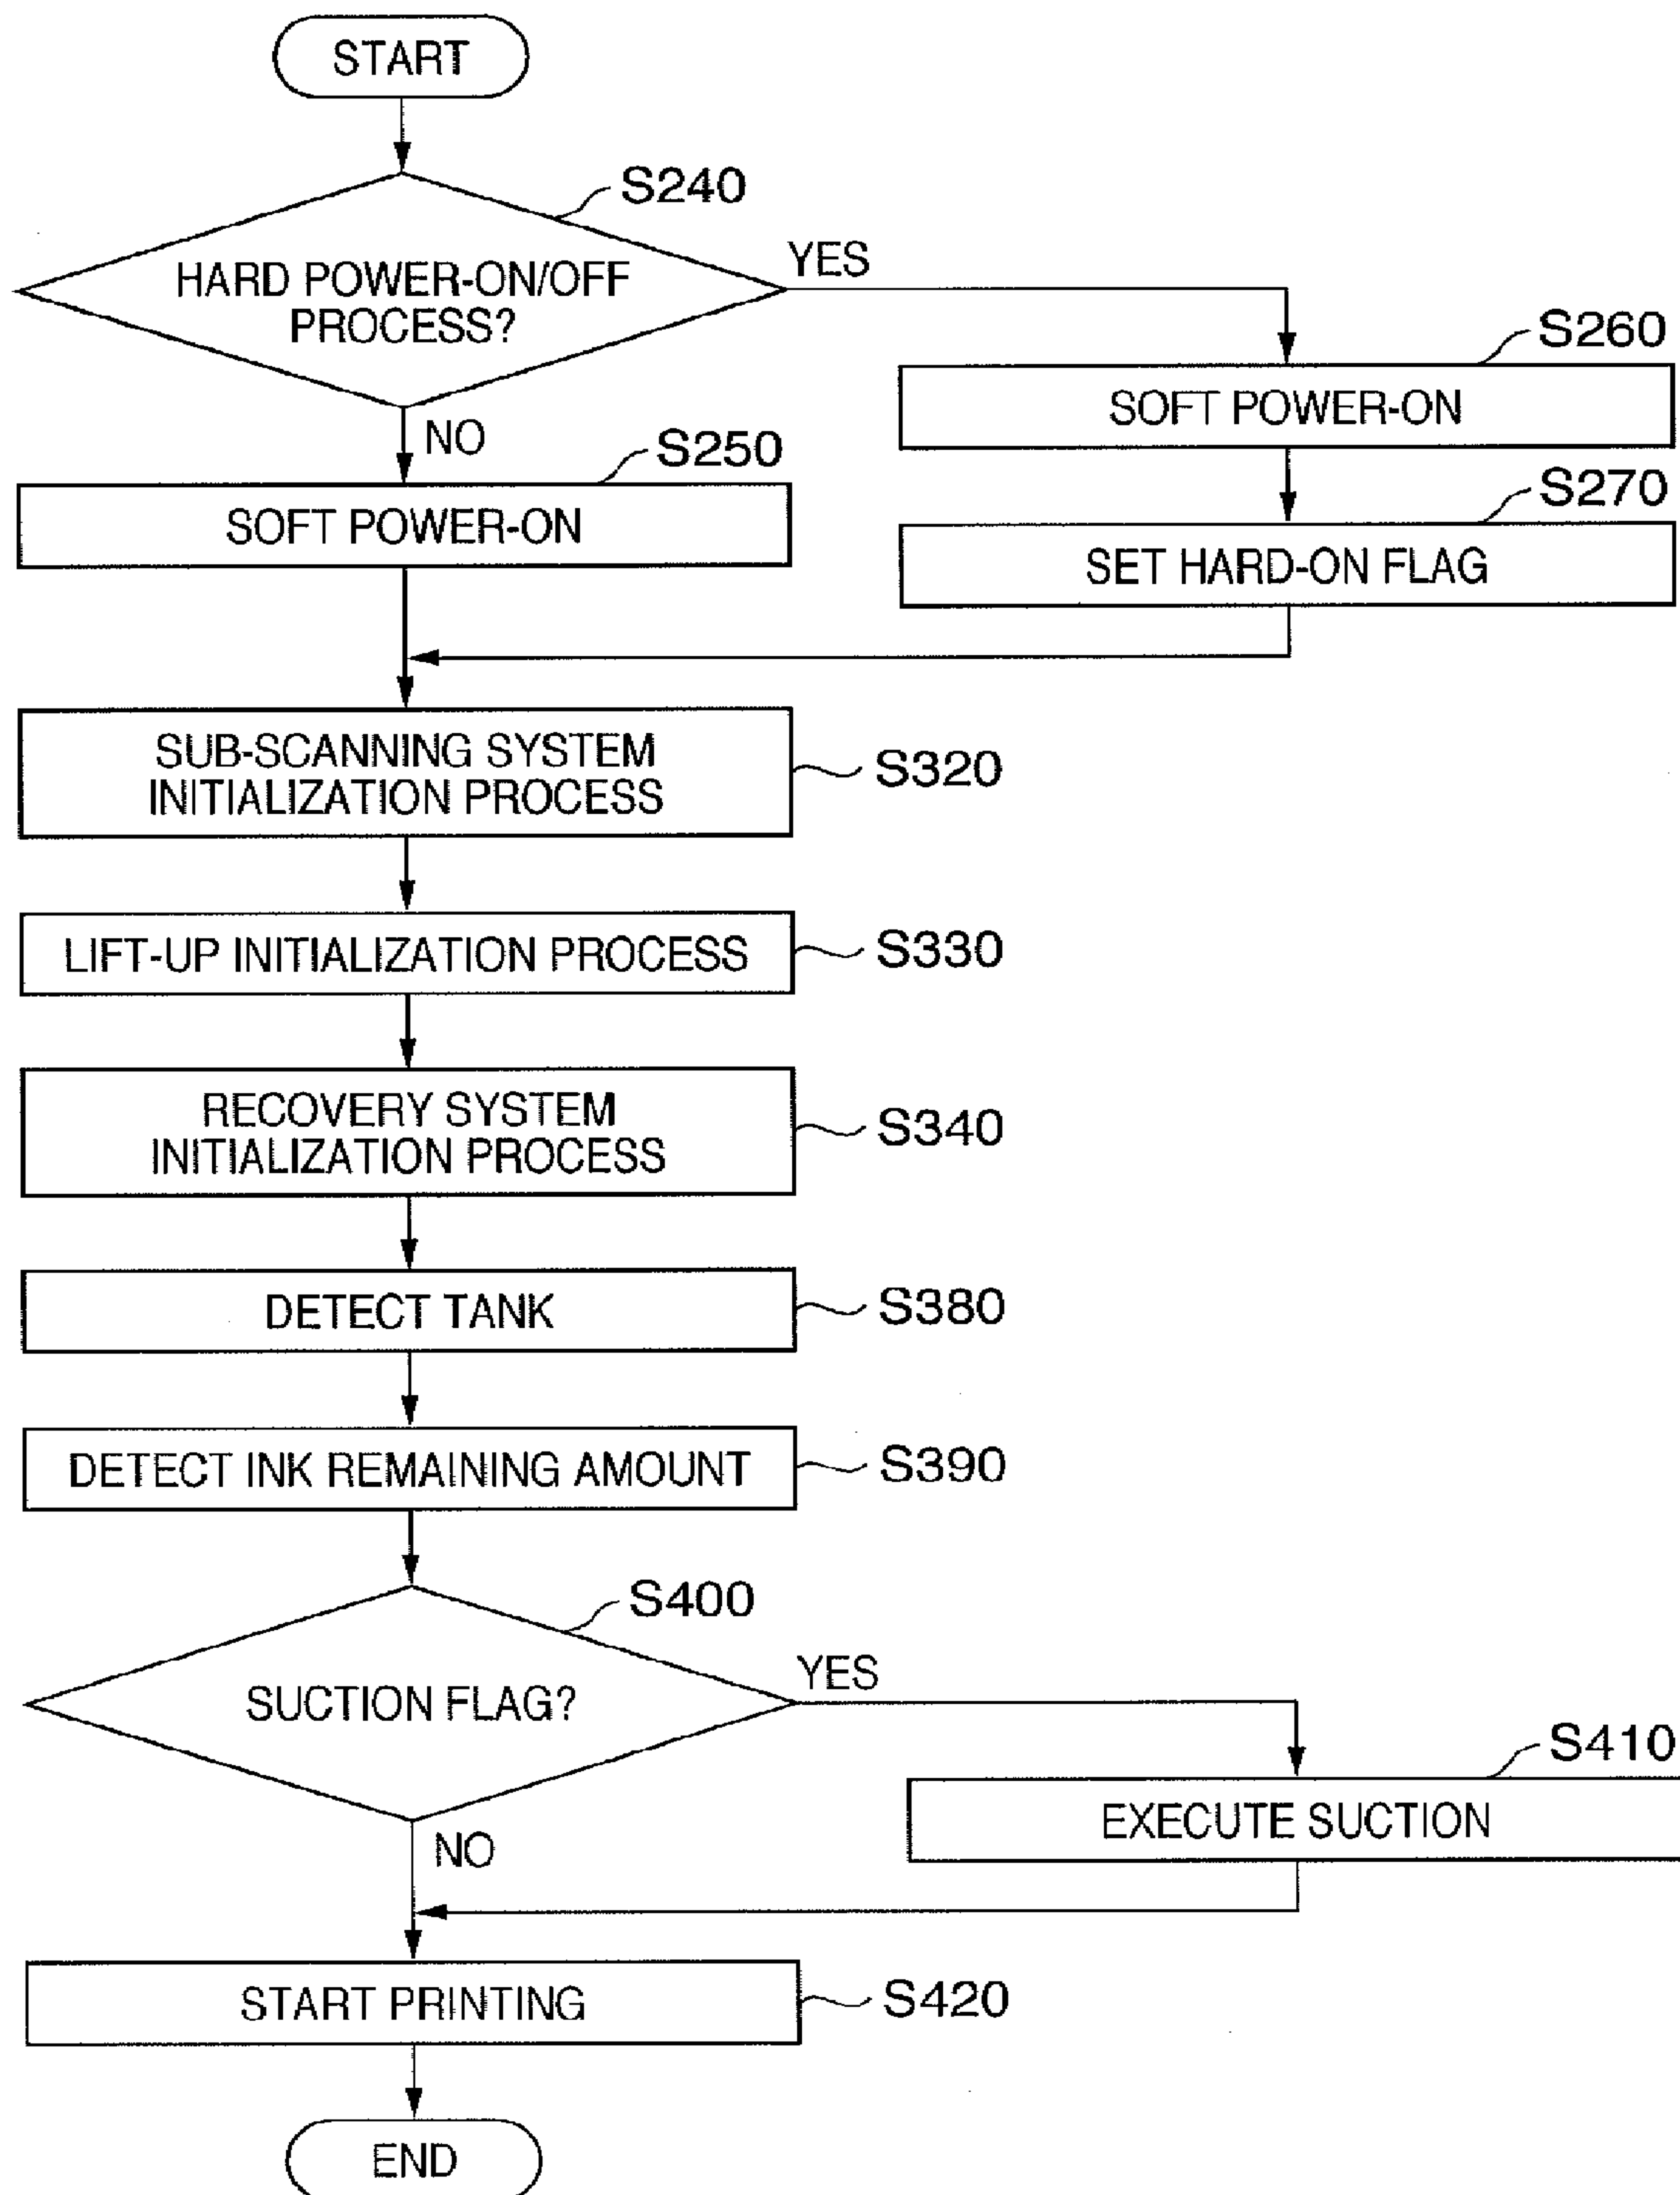 START
S240
HARD POWER-ON/OFF
PROCESS?
YES
NO
S260
SOFT POWER-ON
S250
SOFT POWER-ON
S270
SET HARD-ON FLAG
SUB-SCANNING SYSTEM
INITIALIZATION PROCESS
S320
LIFT-UP INITIALIZATION PROCESS
S330
RECOVERY SYSTEM
INITIALIZATION PROCESS
S340
DETECT TANK
S380
DETECT INK REMAINING AMOUNT
S390
S400
SUCTION FLAG?
YES
NO
S410
EXECUTE SUCTION
START PRINTING
S420
END